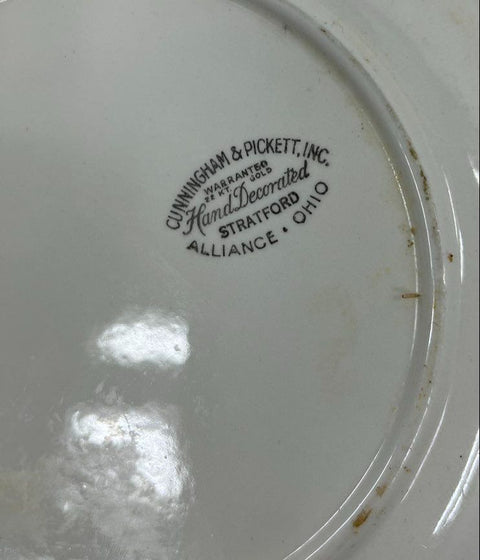 CUNNINGHAM & PICKETT, INC.
WARRANTED
22 KT. GOLD
Hand Decorated
STRATFORD
ALLIANCE • OHIO